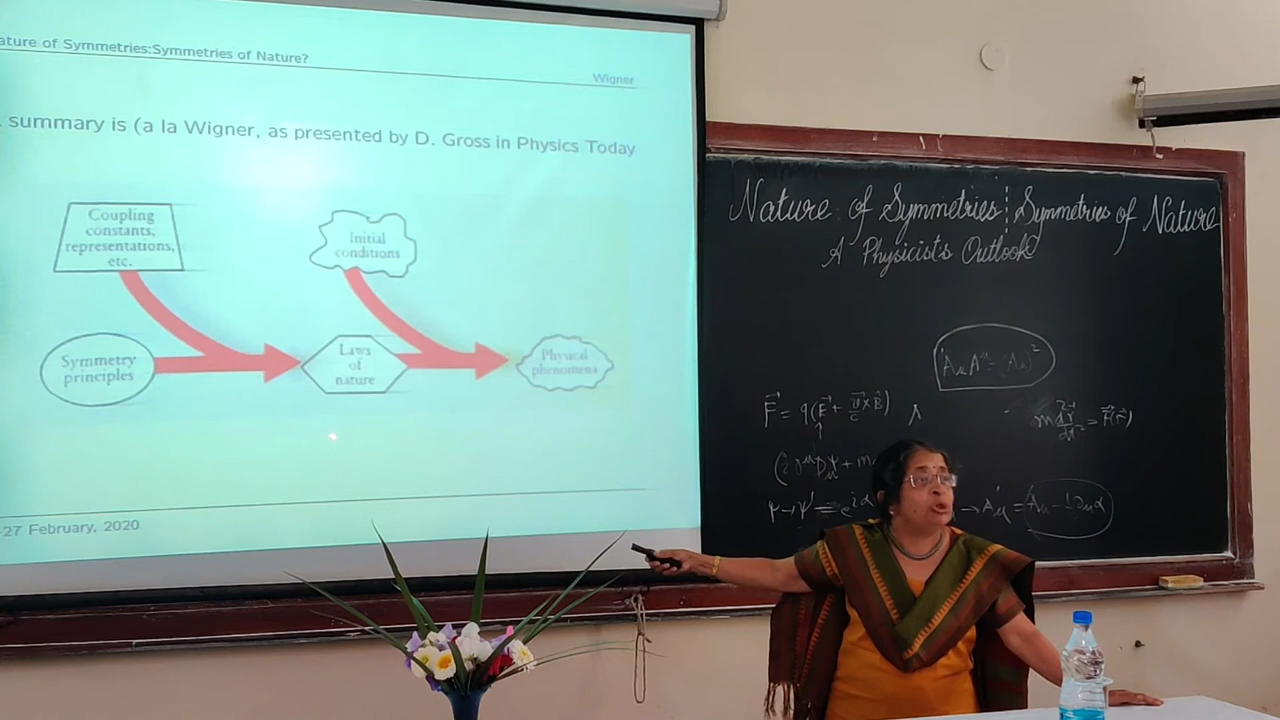 ature of Symmetries:Symmetries of Nature?
Wigner
summary is (a la Wigner, as presented by D. Gross in Physics Today
Coupling
constants,
representations,
etc.
Initial
conditions
Symmetry
principles
Laws
of
nature
Physical
phenomena
-27 February, 2020
Nature of Symmetries: Symmetries of Nature
A Physicist's Outlook